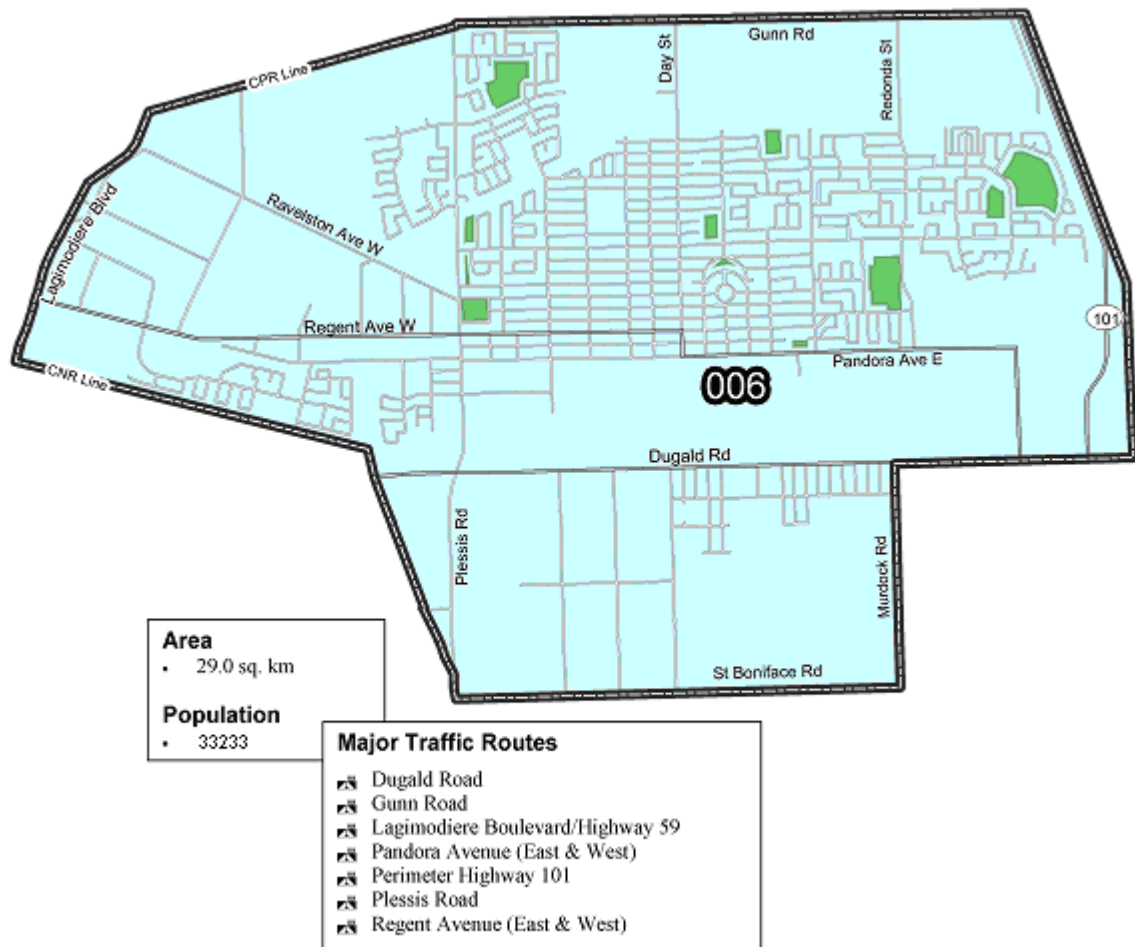 Gunn Rd
Day St
Redonda St
CPR Line
Lagimodiere Blvd
Ravelston Ave W
Regent Ave W
101
Pandora Ave E
CNR Line
006
Dugald Rd
Plessis Rd
Murdock Rd
St Boniface Rd
Area
• 29.0 sq. km
Population
• 33233
Major Traffic Routes
Dugald Road
Gunn Road
Lagimodiere Boulevard/Highway 59
Pandora Avenue (East & West)
Perimeter Highway 101
Plessis Road
Regent Avenue (East & West)